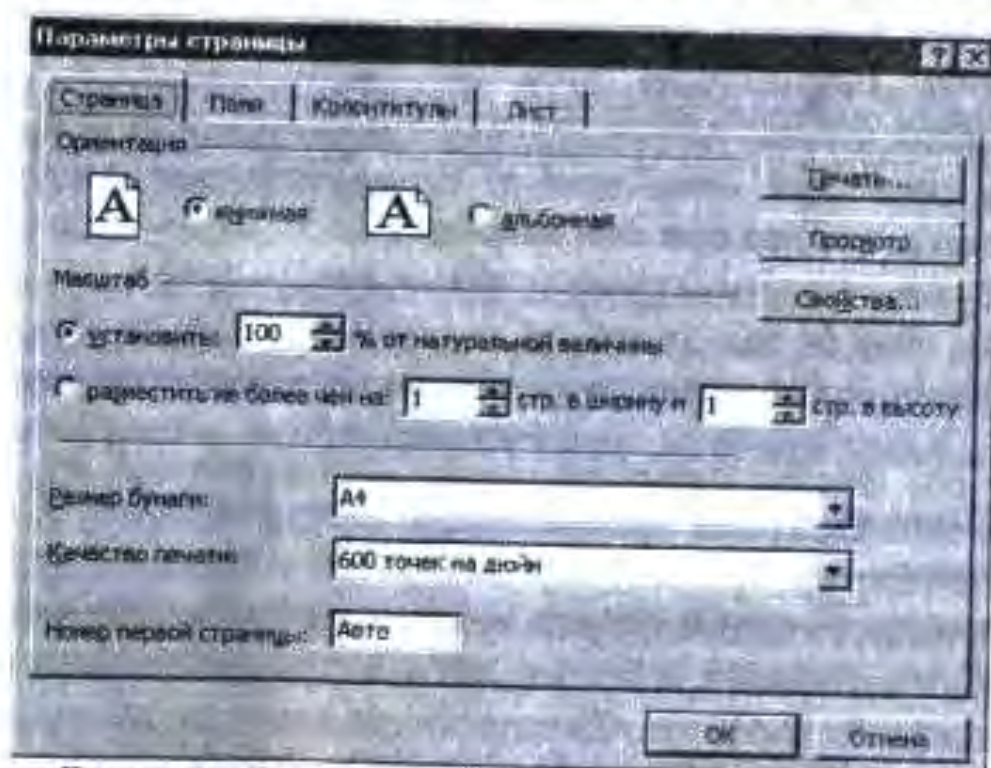 Параметры страницы
Страница Поля Колонтитулы Лист
Ориентация
Печать...
A книжная A альбомная
Просмотр
Масштаб
Свойства...
установить: 100 % от натуральной величины
разместить не более чем на: 1 стр. в ширину и 1 стр. в высоту
Размер бумаги: A4
Качество печати: 600 точек на дюйм
Номер первой страницы: Авто
ОК Отмена